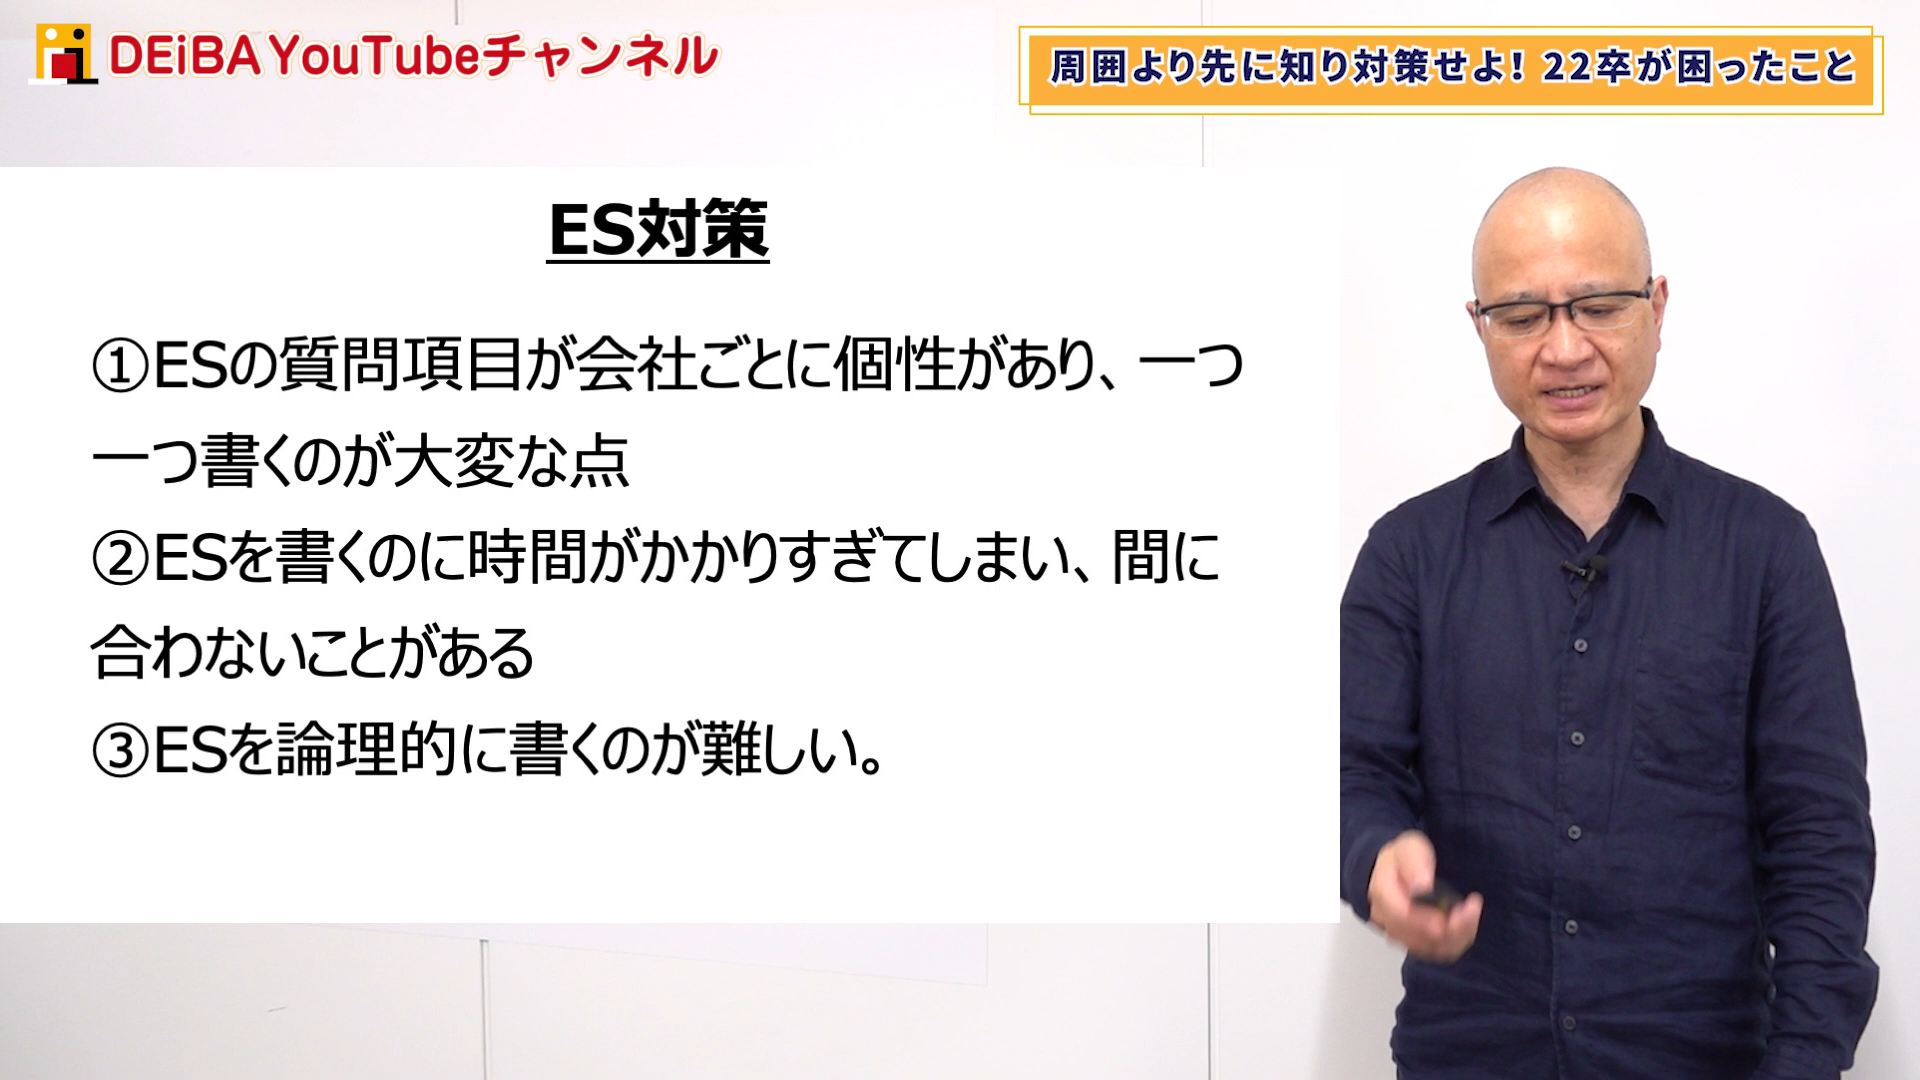 DEiBA YouTubeチャンネル
周囲より先に知り対策せよ！22卒が困ったこと
ES対策
①ESの質問項目が会社ごとに個性があり、一つ
一つ書くのが大変な点
②ESを書くのに時間がかかりすぎてしまい、間に
合わないことがある
③ESを論理的に書くのが難しい。